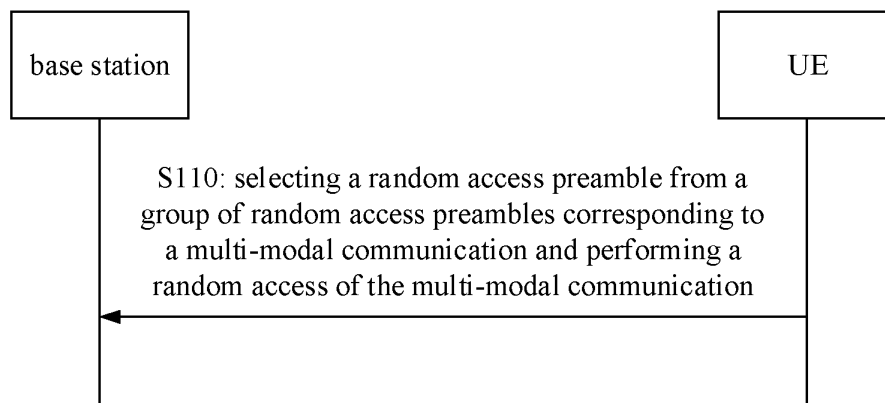 base station
UE
S110: selecting a random access preamble from a
group of random access preambles corresponding to
a multi-modal communication and performing a
random access of the multi-modal communication